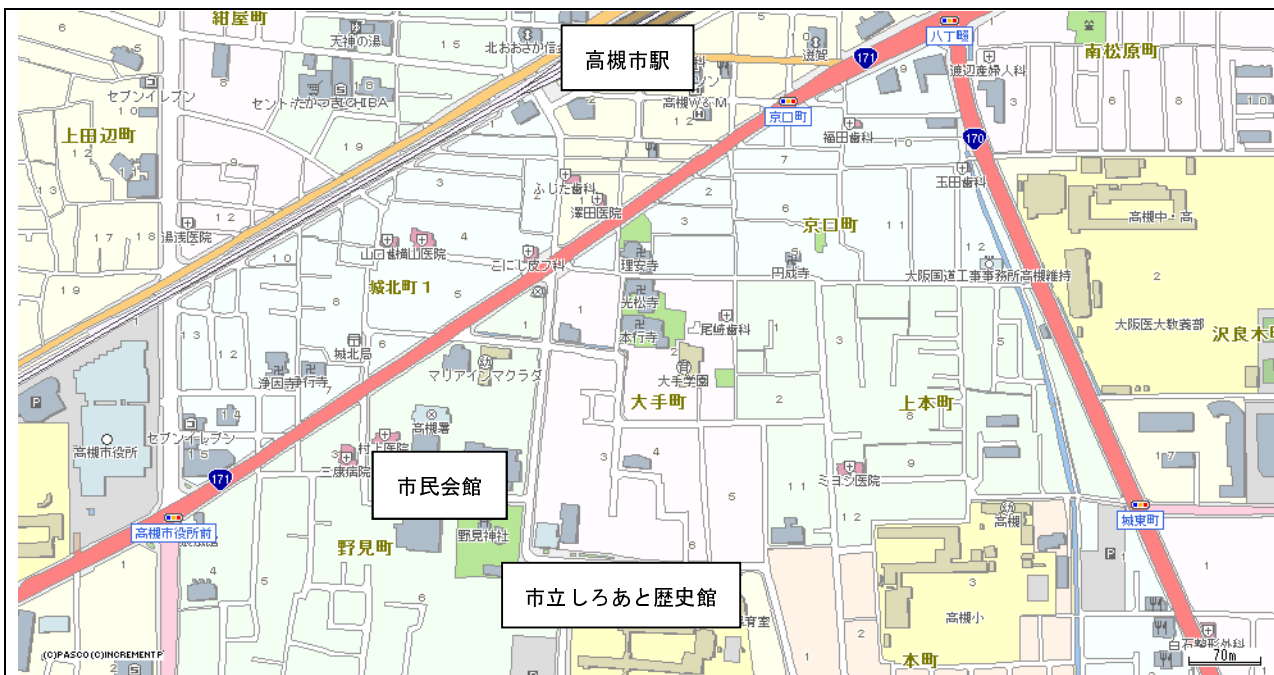 紺屋町
天神の湯
北おおさか信
高槻市駅
滋賀
171
八丁畷
渡辺産婦人科
南松原町
セブンイレブン
セントたかつきCHIBA
高槻W&M
京口町
福田歯科
170
上田辺町
玉田歯科
ふじた歯科
澤田医院
高槻中・高
湯浅医院
山口歯
横山医院
こにし皮フ科
理安寺
京口町
円成寺
大阪国道工事事務所高槻維持
城北町1
光松寺
本行寺
尾崎歯科
大阪医大教養部
沢良木町
城北局
マリアインマクラダ
浄因寺
大手学園
大手町
上本町
セブンイレブン
高槻署
高槻市役所
村上医院
三康病院
171
市民会館
ミヨシ医院
高槻市役所前
野見神社
野見町
高槻
城東町
市立しろあと歴史館
育室
高槻小
本町
白石整形外科
70m
(C)PASCO(C)INCREMENT P